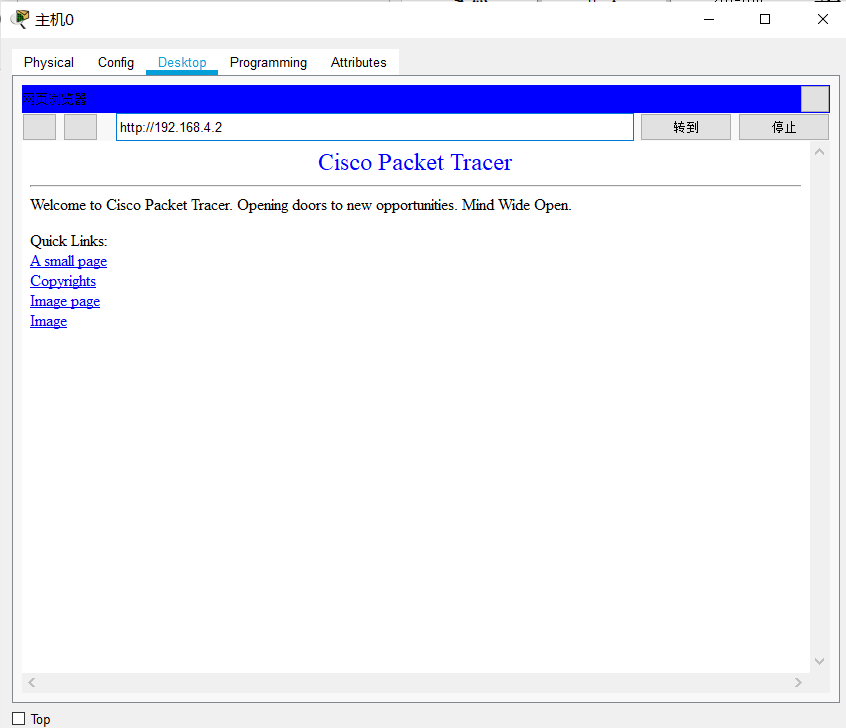 主机0
Physical Config Desktop Programming Attributes
网页浏览器
http://192.168.4.2 转到 停止
Cisco Packet Tracer
Welcome to Cisco Packet Tracer. Opening doors to new opportunities. Mind Wide Open.
Quick Links:
A small page
Copyrights
Image page
Image
Top